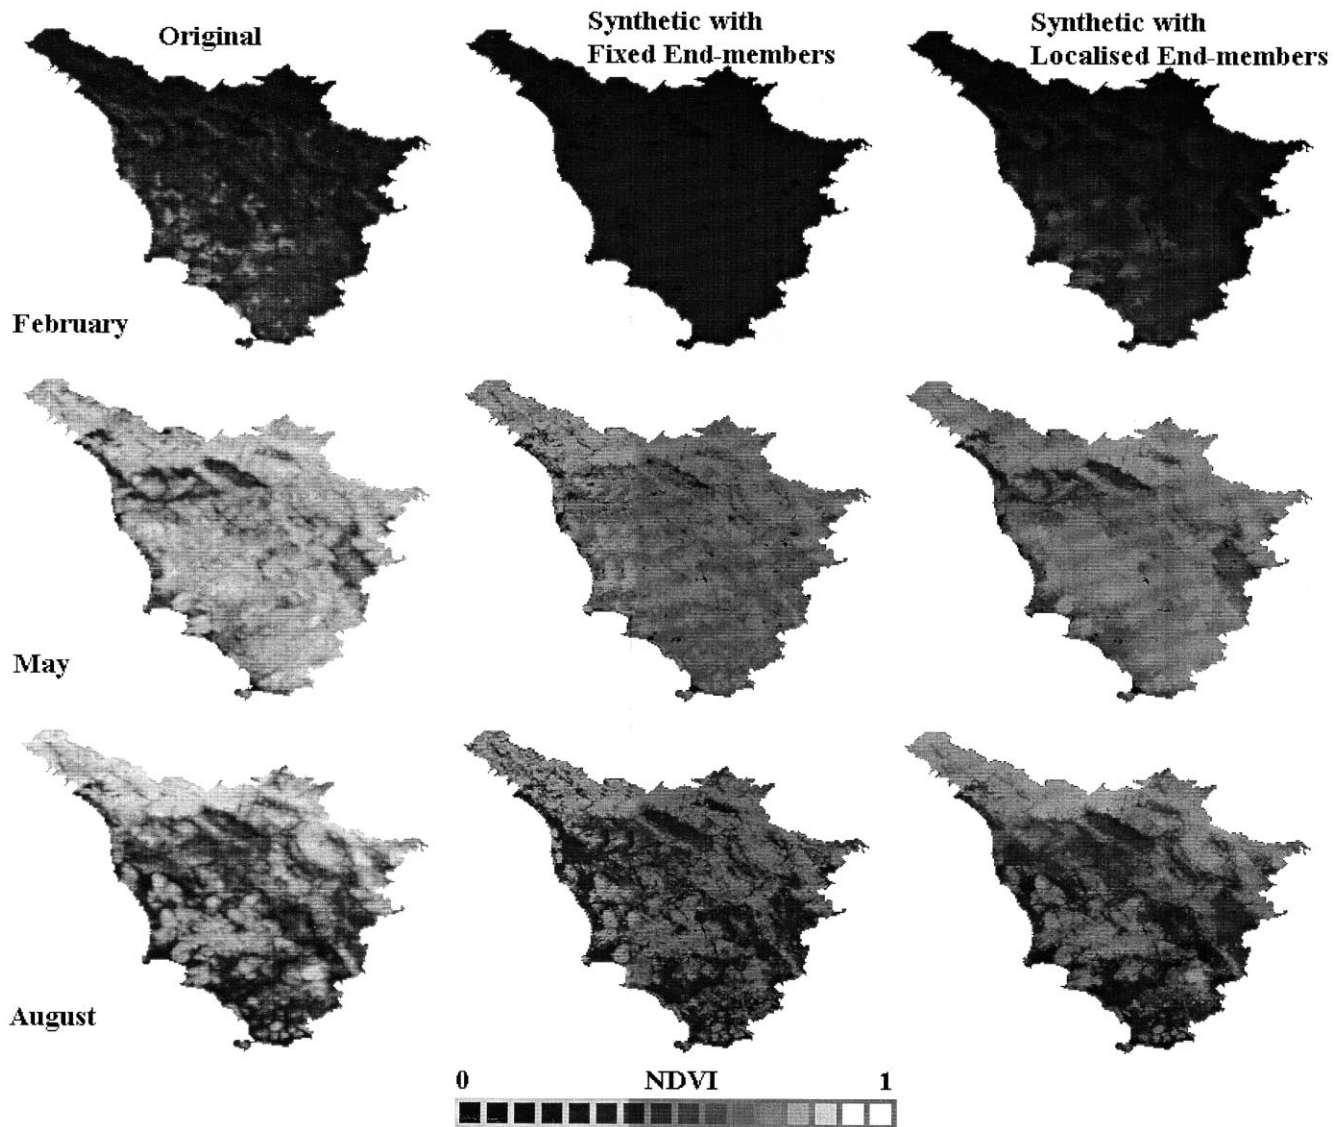 Original
Synthetic with
Fixed End-members
Synthetic with
Localised End-members
February
May
August
0 NDVI 1